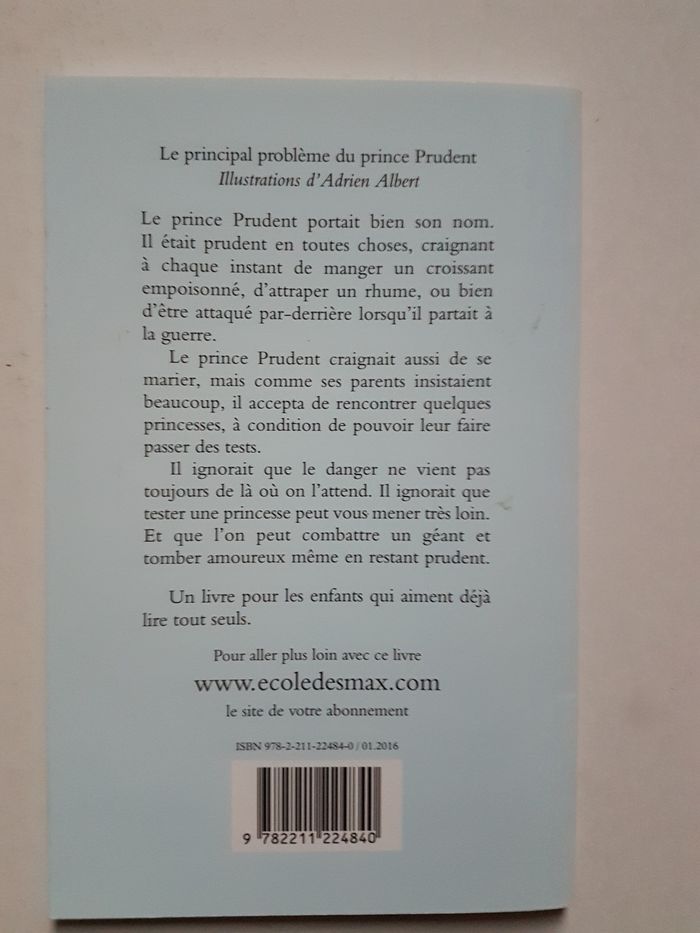 Le principal problème du prince Prudent
Illustrations d'Adrien Albert
Le prince Prudent portait bien son nom.
Il était prudent en toutes choses, craignant
à chaque instant de manger un croissant
empoisonné, d'attraper un rhume, ou bien
d'être attaqué par-derrière lorsqu'il partait à
la guerre.
Le prince Prudent craignait aussi de se
marier, mais comme ses parents insistaient
beaucoup, il accepta de rencontrer quelques
princesses, à condition de pouvoir leur faire
passer des tests.
Il ignorait que le danger ne vient pas
toujours de là où on l'attend. Il ignorait que
tester une princesse peut vous mener très loin.
Et que l'on peut combattre un géant et
tomber amoureux même en restant prudent.
Un livre pour les enfants qui aiment déjà
lire tout seuls.
Pour aller plus loin avec ce livre
www.ecoledesmax.com
le site de votre abonnement
ISBN 978-2-211-22484-0 / 01.2016
9 782211 224840